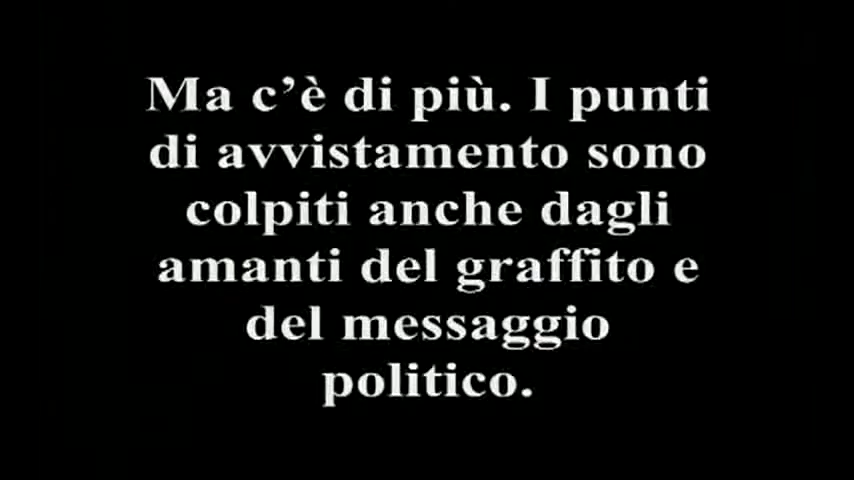 Ma c’è di più. I punti
di avvistamento sono
colpiti anche dagli
amanti del graffito e
del messaggio
politico.